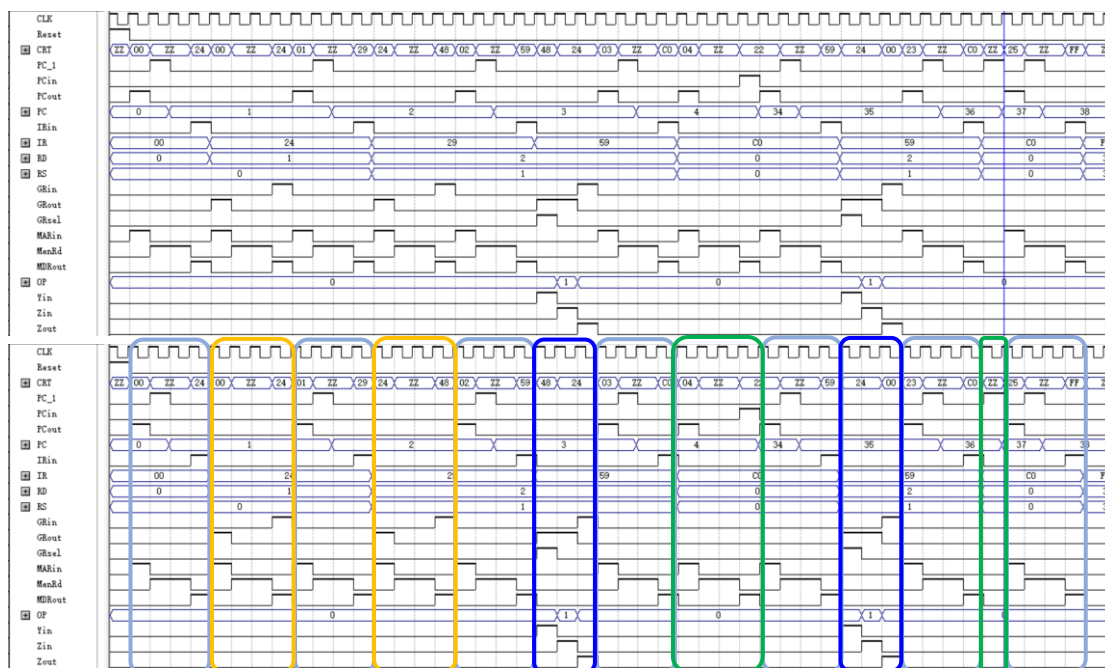 CLK
Reset
CRT ZZ 00 ZZ 24 00 ZZ 24 01 ZZ 29 24 ZZ 48 02 ZZ 59 48 24 03 ZZ C0 04 ZZ 22 ZZ 59 24 00 23 ZZ C0 ZZ 25 ZZ FF Z
PC_1
PCin
PCout
PC 0 1 2 3 4 34 35 36 37 38
IRin
IR 00 24 29 59 C0 59 C0 F
RD 0 1 2 0 2 0 3
RS 0 1 0 1 0 3
GRin
GRout
GRsel
MARin
MenRd
MDRout
OP 0 1 0 1 0
Yin
Zin
Zout
CLK
Reset
CRT ZZ 00 ZZ 24 00 ZZ 24 01 ZZ 29 24 ZZ 48 02 ZZ 59 48 24 03 ZZ C0 04 ZZ 22 ZZ 59 24 00 23 ZZ C0 ZZ 25 ZZ FF Z
PC_1
PCin
PCout
PC 0 1 2 3 4 34 35 36 37
IRin
IR 00 24 59 59 C0 F
RD 0 1 2 2 0 3
RS 0 1 0 1 0 3
GRin
GRout
GRsel
MARin
MenRd
MDRout
OP 0 1 0 1
Yin
Zin
Zout